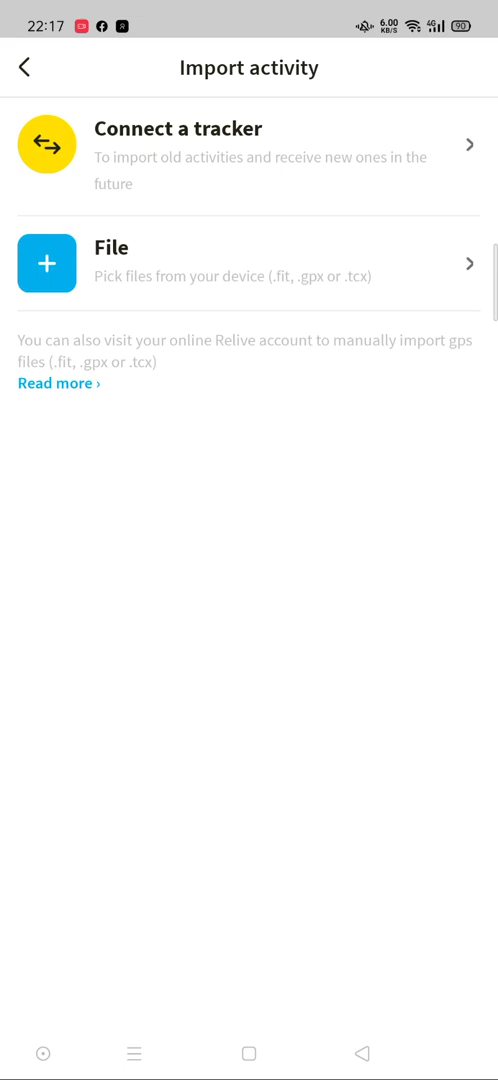 22:17
6.00 KB/S 4G 90
Import activity
Connect a tracker
To import old activities and receive new ones in the
future
File
Pick files from your device (.fit, .gpx or .tcx)
You can also visit your online Relive account to manually import gps
files (.fit, .gpx or .tcx)
Read more ›